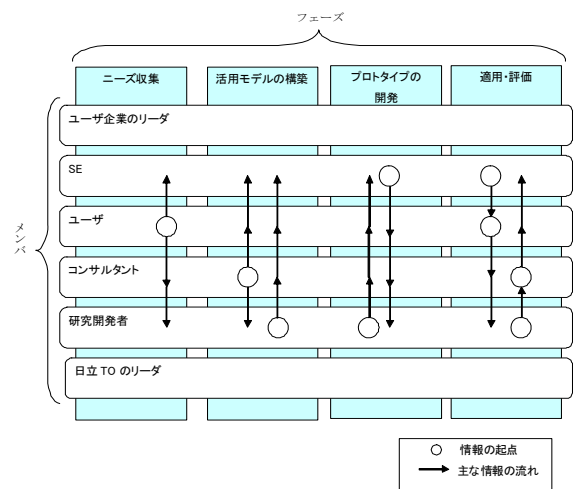 フェーズ
ニーズ収集
活用モデルの構築
プロトタイプの
開発
適用・評価
ユーザ企業のリーダ
SE
ユーザ
コンサルタント
研究開発者
日立 TO のリーダ
メンバ
情報の起点
主な情報の流れ